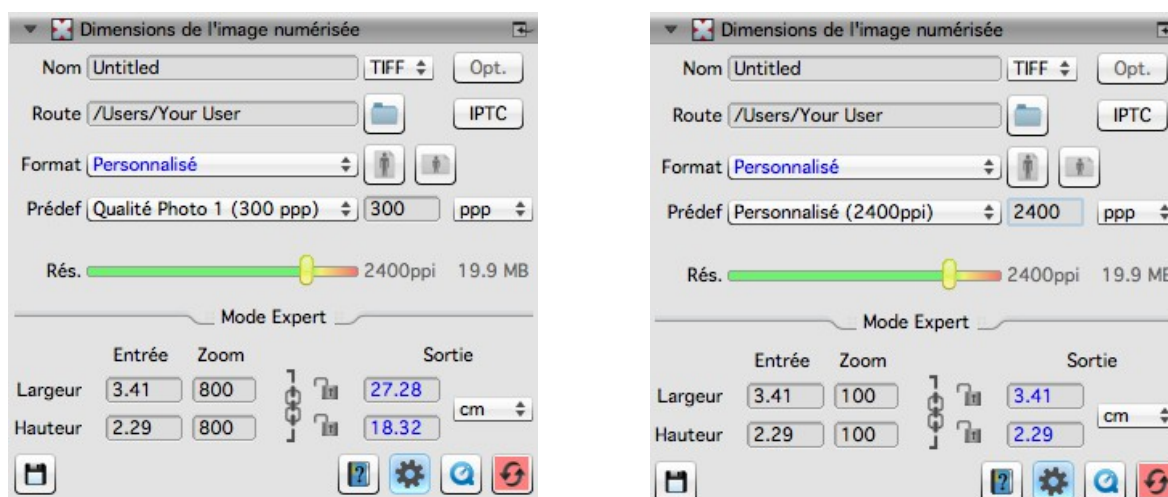 Dimensions de l'image numérisée
Nom Untitled TIFF Opt.
Route /Users/Your User IPTC
Format Personnalisé
Prédef Qualité Photo 1 (300 ppp) 300 ppp
Rés. 2400ppi 19.9 MB
Mode Expert
Entrée Zoom Sortie
Largeur 3.41 800 27.28
cm
Hauteur 2.29 800 18.32
Dimensions de l'image numérisée
Nom Untitled TIFF Opt.
Route /Users/Your User IPTC
Format Personnalisé
Prédef Personnalisé (2400ppi) 2400 ppp
Rés. 2400ppi 19.9 MB
Mode Expert
Entrée Zoom Sortie
Largeur 3.41 100 3.41
cm
Hauteur 2.29 100 2.29